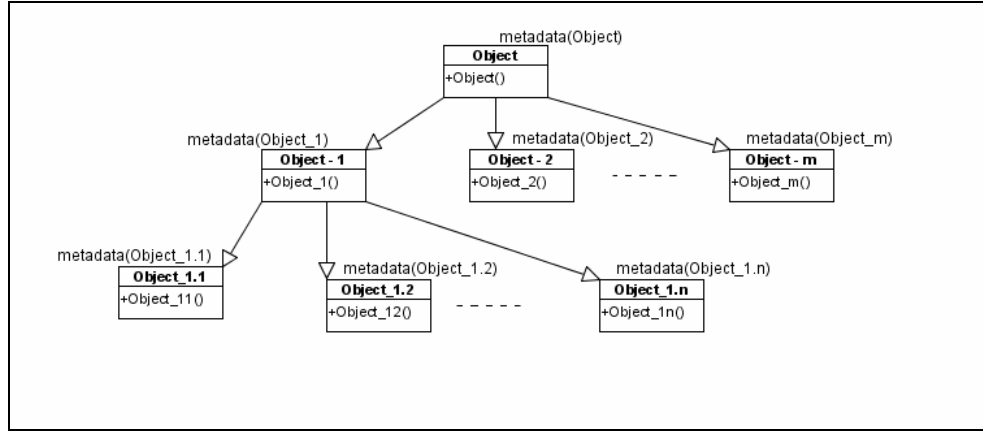 metadata(Object)
Object
+Object()
metadata(Object_1)
Object - 1
+Object_1()
metadata(Object_2)
Object - 2
+Object_2()
metadata(Object_m)
Object - m
+Object_m()
metadata(Object_1.1)
Object_1.1
+Object_11()
metadata(Object_1.2)
Object_1.2
+Object_12()
metadata(Object_1.n)
Object_1.n
+Object_1n()